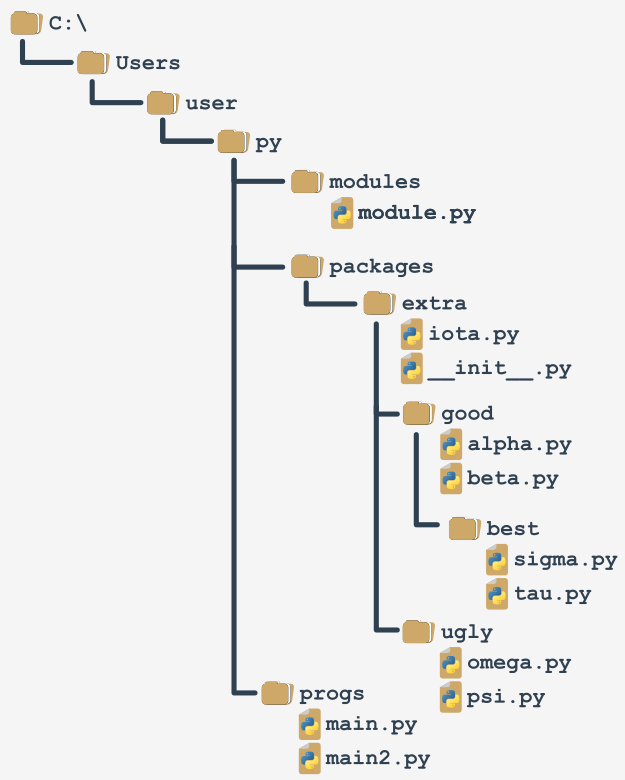 C:\
Users
user
py
modules
module.py
packages
extra
iota.py
__init__.py
good
alpha.py
beta.py
best
sigma.py
tau.py
ugly
omega.py
psi.py
progs
main.py
main2.py